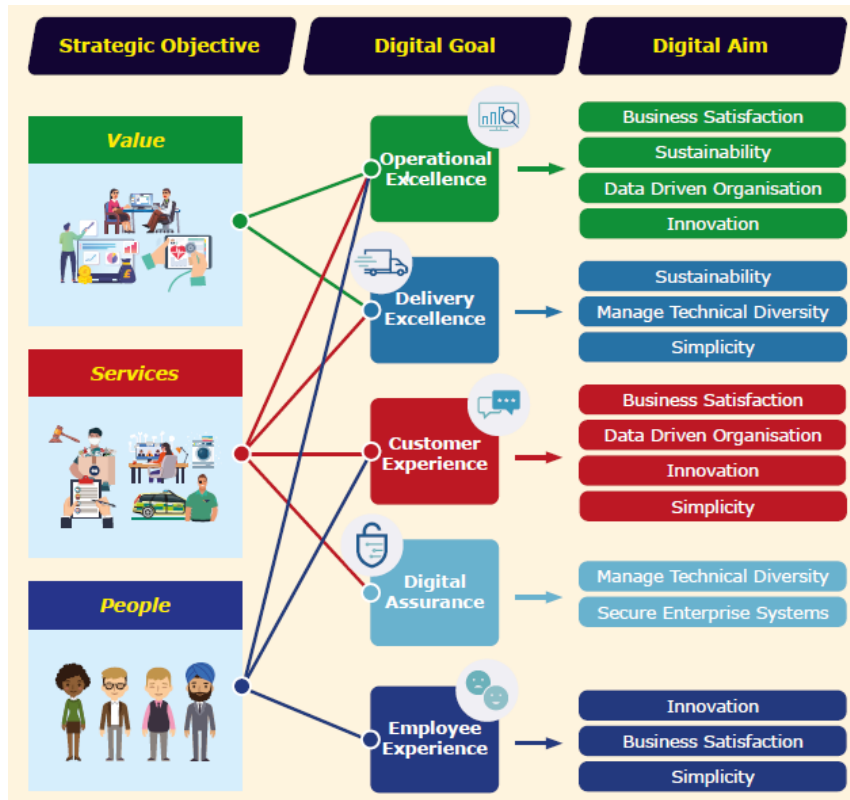 Strategic Objective
Digital Goal
Digital Aim
Value
Operational
Excellence
Business Satisfaction
Sustainability
Data Driven Organisation
Innovation
Delivery
Excellence
Sustainability
Manage Technical Diversity
Simplicity
Services
Customer
Experience
Business Satisfaction
Data Driven Organisation
Innovation
Simplicity
Digital
Assurance
Manage Technical Diversity
Secure Enterprise Systems
People
Employee
Experience
Innovation
Business Satisfaction
Simplicity